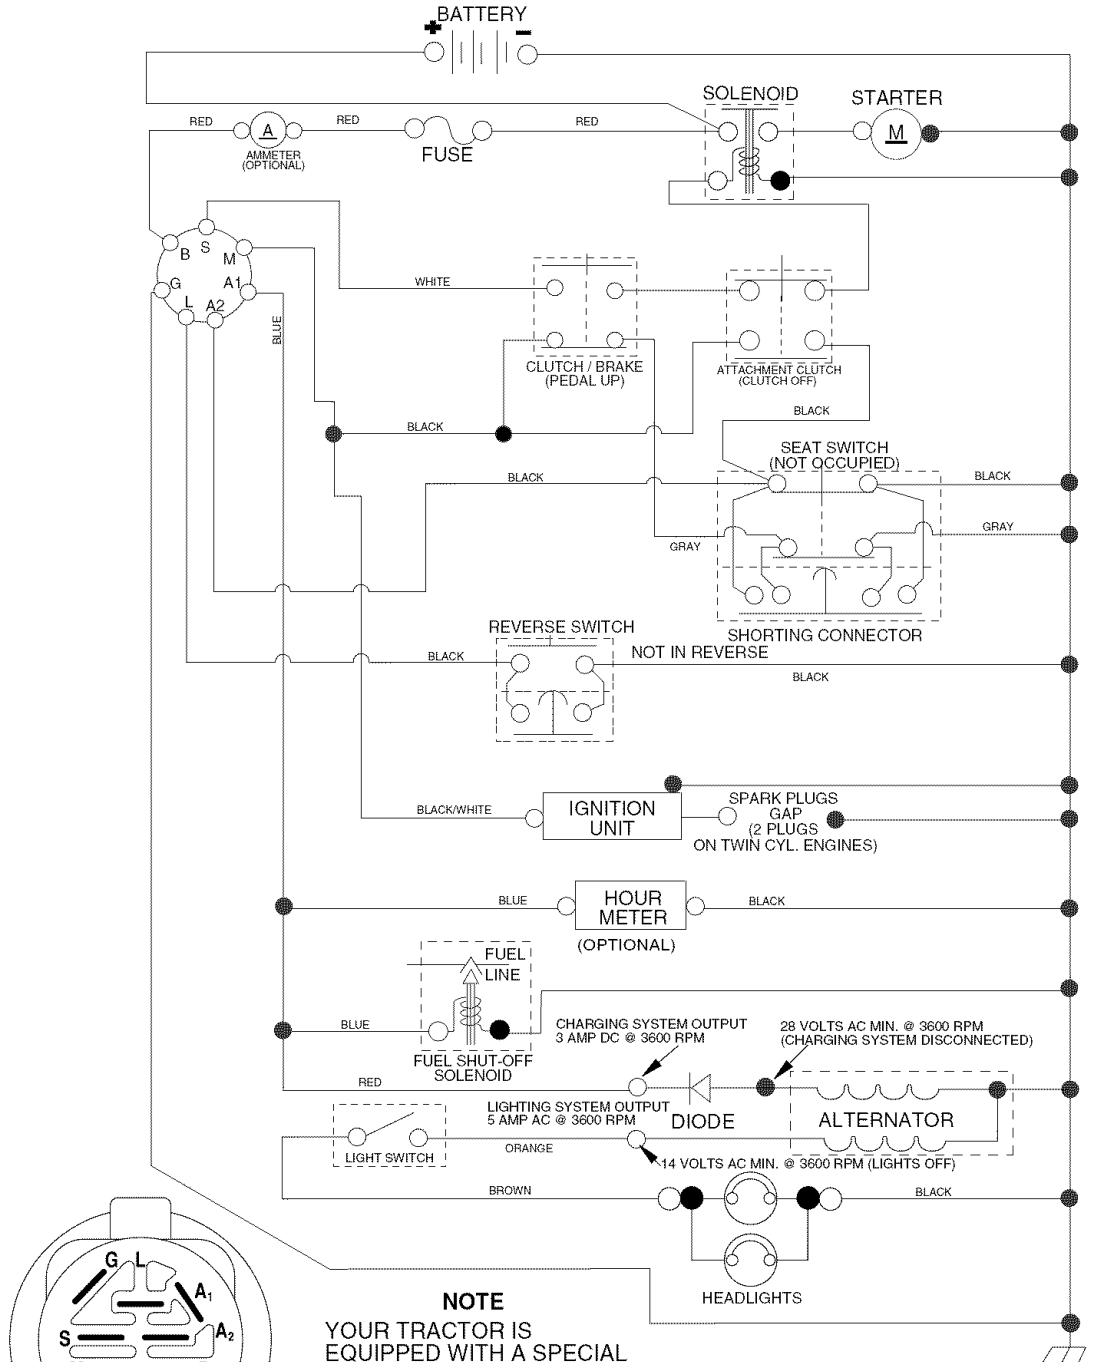 BATTERY
+
-
SOLENOID
STARTER
RED
A
RED
RED
M
AMMETER
(OPTIONAL)
FUSE
B
S
M
G
A1
L
A2
BLUE
WHITE
CLUTCH / BRAKE
(PEDAL UP)
ATTACHMENT CLUTCH
(CLUTCH OFF)
BLACK
BLACK
SEAT SWITCH
(NOT OCCUPIED)
BLACK
BLACK
GRAY
GRAY
SHORTING CONNECTOR
REVERSE SWITCH
NOT IN REVERSE
BLACK
BLACK
BLACK/WHITE
IGNITION
UNIT
SPARK PLUGS
GAP
(2 PLUGS
ON TWIN CYL. ENGINES)
BLUE
HOUR
METER
BLACK
(OPTIONAL)
FUEL
LINE
BLUE
FUEL SHUT-OFF
SOLENOID
CHARGING SYSTEM OUTPUT
3 AMP DC @ 3600 RPM
28 VOLTS AC MIN. @ 3600 RPM
(CHARGING SYSTEM DISCONNECTED)
RED
DIODE
ALTERNATOR
LIGHTING SYSTEM OUTPUT
5 AMP AC @ 3600 RPM
LIGHT SWITCH
ORANGE
14 VOLTS AC MIN. @ 3600 RPM (LIGHTS OFF)
BROWN
BLACK
HEADLIGHTS
G
L
A1
S
A2
NOTE
YOUR TRACTOR IS
EQUIPPED WITH A SPECIAL